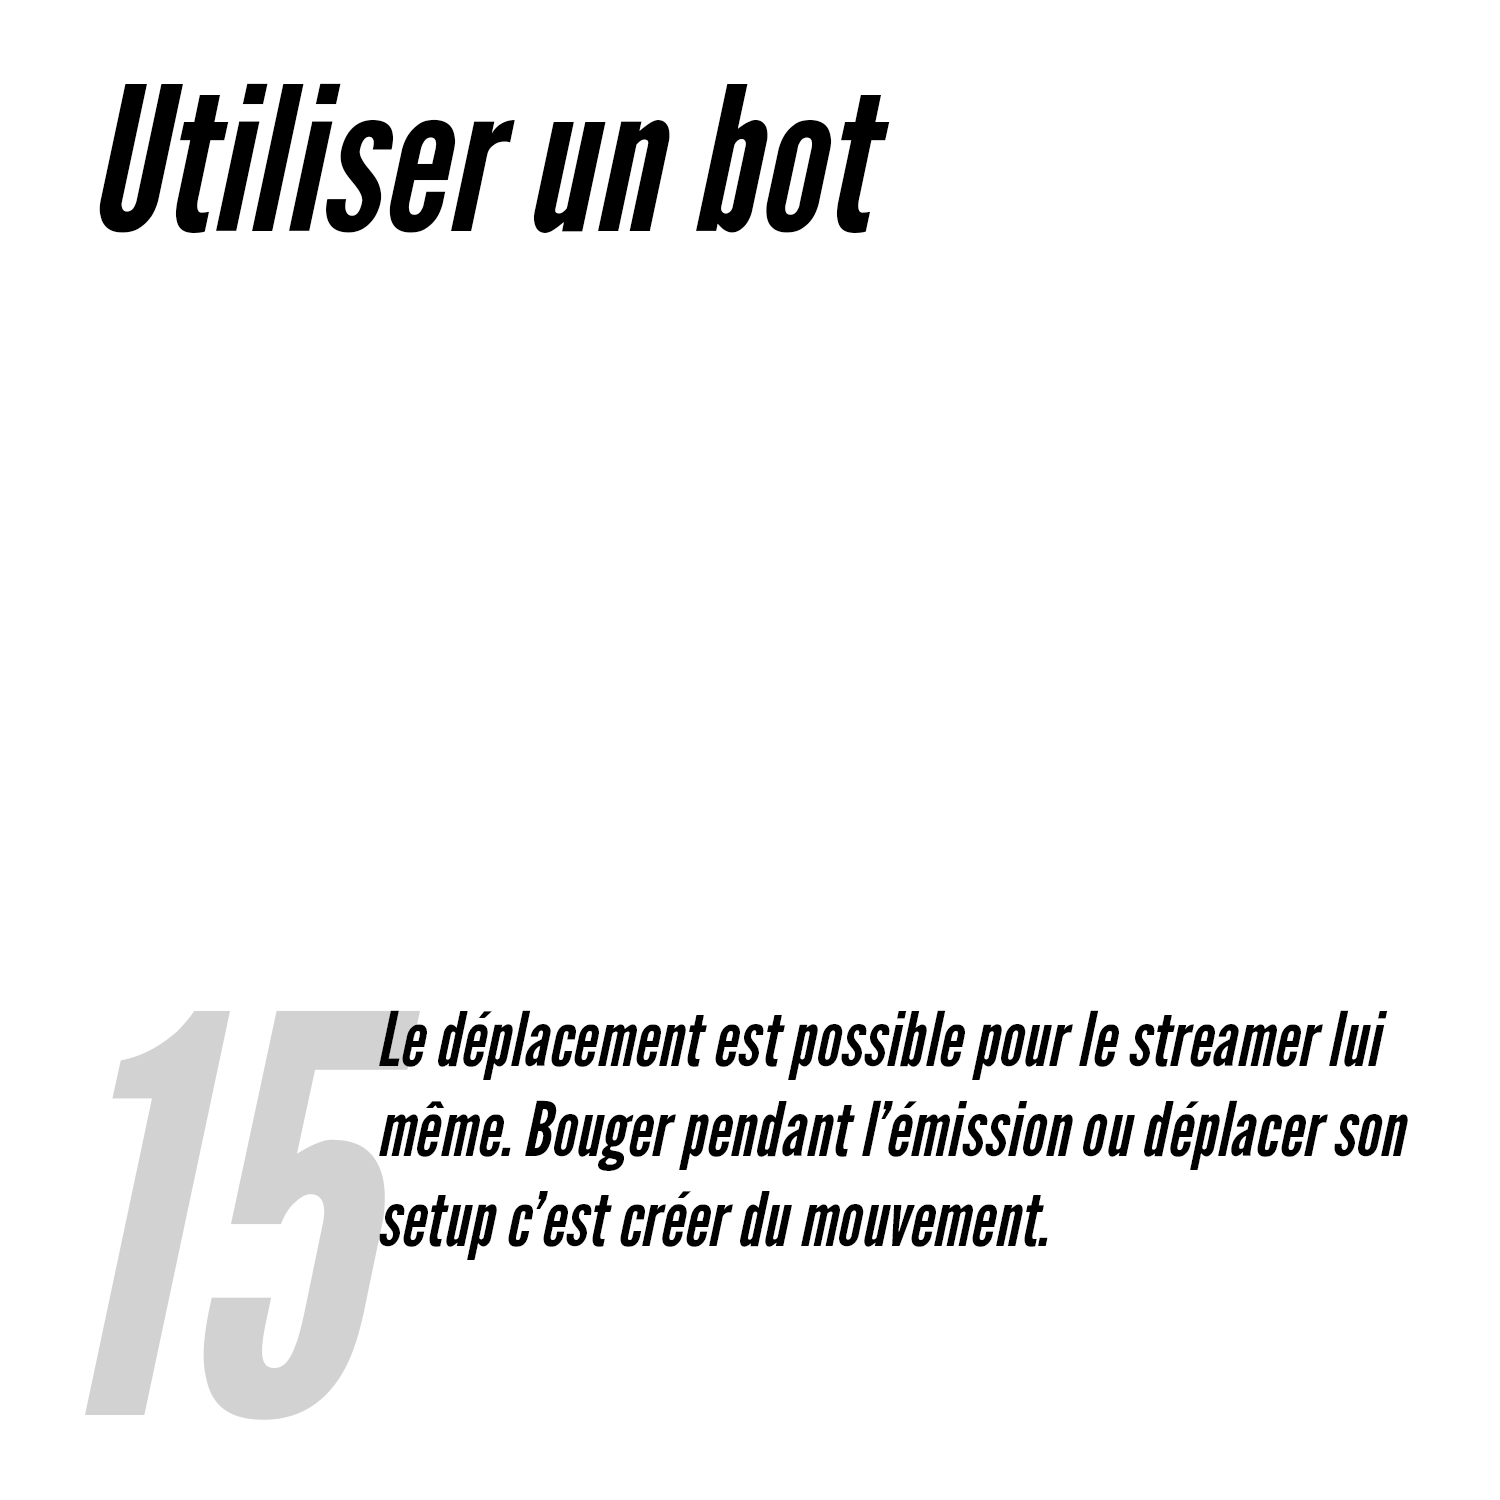 Utiliser un bot
15
Le déplacement est possible pour le streamer lui
même. Bouger pendant l’émission ou déplacer son
setup c’est créer du mouvement.